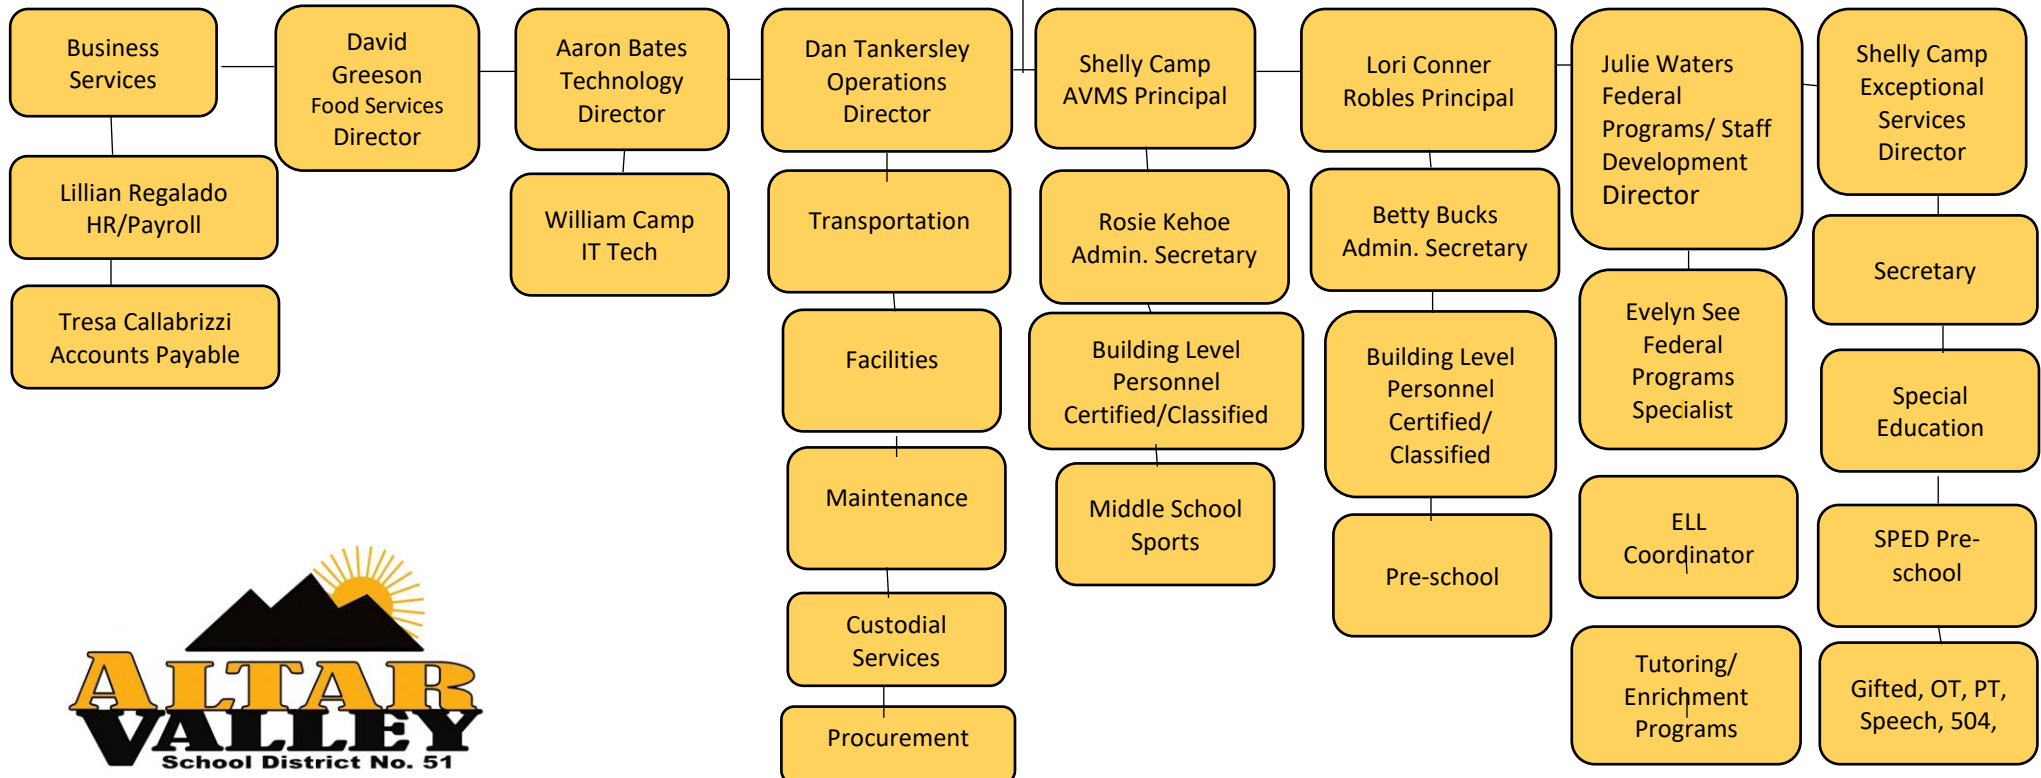 Business
Services
Lillian Regalado
HR/Payroll
Tresa Callabrizzi
Accounts Payable
David
Greeson
Food Services
Director
Aaron Bates
Technology
Director
William Camp
IT Tech
Dan Tankersley
Operations
Director
Transportation
Facilities
Maintenance
Custodial
Services
Procurement
Shelly Camp
AVMS Principal
Rosie Kehoe
Admin. Secretary
Building Level
Personnel
Certified/Classified
Middle School
Sports
Lori Conner
Robles Principal
Betty Bucks
Admin. Secretary
Building Level
Personnel
Certified/
Classified
Pre-school
Julie Waters
Federal
Programs/ Staff
Development
Director
Evelyn See
Federal
Programs
Specialist
ELL
Coordinator
Tutoring/
Enrichment
Programs
Shelly Camp
Exceptional
Services
Director
Secretary
Special
Education
SPED Pre-
school
Gifted, OT, PT,
Speech, 504,
ALTAR
VALLEY
School District No. 51